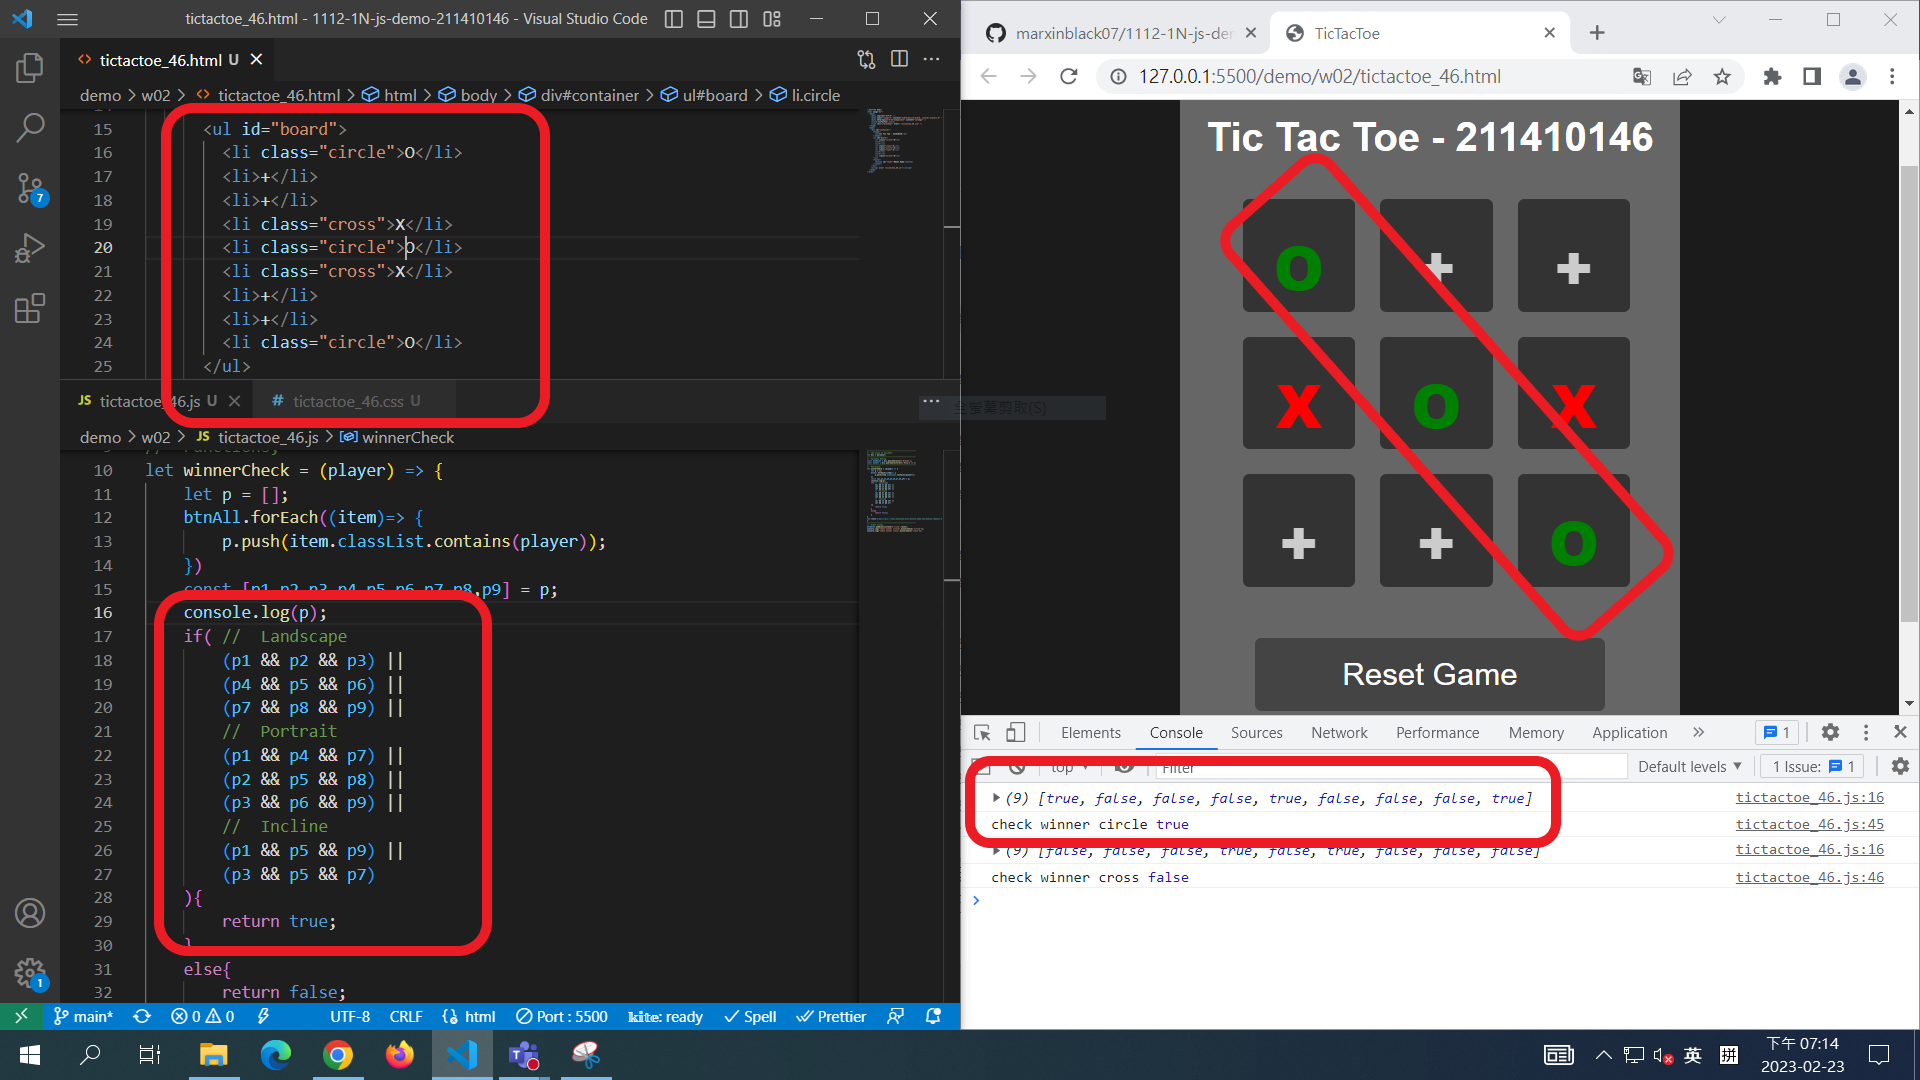 tictactoe_46.html - 1112-1N-js-demo-211410146 - Visual Studio Code
tictactoe_46.html U
demo > w02 > tictactoe_46.html > html > body > div#container > ul#board > li.circle
15 <ul id="board">
16 <li class="circle">O</li>
17 <li>+</li>
18 <li>+</li>
19 <li class="cross">X</li>
20 <li class="circle">O</li>
21 <li class="cross">X</li>
22 <li>+</li>
23 <li>+</li>
24 <li class="circle">O</li>
25 </ul>
JS tictactoe_46.js U
# tictactoe_46.css U
demo > w02 > JS tictactoe_46.js > winnerCheck
10 let winnerCheck = (player) => {
11 let p = [];
12 btnAll.forEach((item)=> {
13 p.push(item.classList.contains(player));
14 })
15 const [p1,p2,p3,p4,p5,p6,p7,p8,p9] = p;
16 console.log(p);
17 if( // Landscape
18 (p1 && p2 && p3) ||
19 (p4 && p5 && p6) ||
20 (p7 && p8 && p9) ||
21 // Portrait
22 (p1 && p4 && p7) ||
23 (p2 && p5 && p8) ||
24 (p3 && p6 && p9) ||
25 // Incline
26 (p1 && p5 && p9) ||
27 (p3 && p5 && p7)
28 ){
29 return true;
30 }
31 else{
32 return false;
main* 0 0 UTF-8 CRLF html Port : 5500 kite: ready Spell Prettier
7
1
marxinblack07/1112-1N-js-de
TicTacToe
127.0.0.1:5500/demo/w02/tictactoe_46.html
Tic Tac Toe - 211410146
O + +
X O X
+ + O
Reset Game
全螢幕剪取(S)
Elements Console Sources Network Performance Memory Application 1
top Filter Default levels 1 Issue: 1
(9) [true, false, false, false, true, false, false, false, true] tictactoe_46.js:16
check winner circle true tictactoe_46.js:45
(9) [false, false, false, true, false, true, false, false, false] tictactoe_46.js:16
check winner cross false tictactoe_46.js:46
英 拼
下午 07:14
2023-02-23